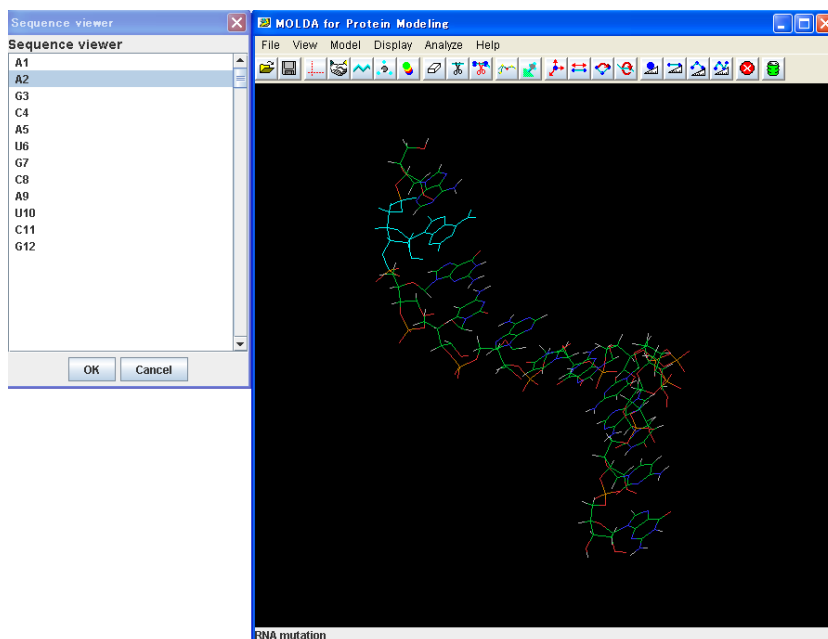 Sequence viewer
Sequence viewer
A1
A2
G3
C4
A5
U6
G7
C8
A9
U10
C11
G12
OK Cancel
MOLDA for Protein Modeling
File View Model Display Analyze Help
RNA mutation